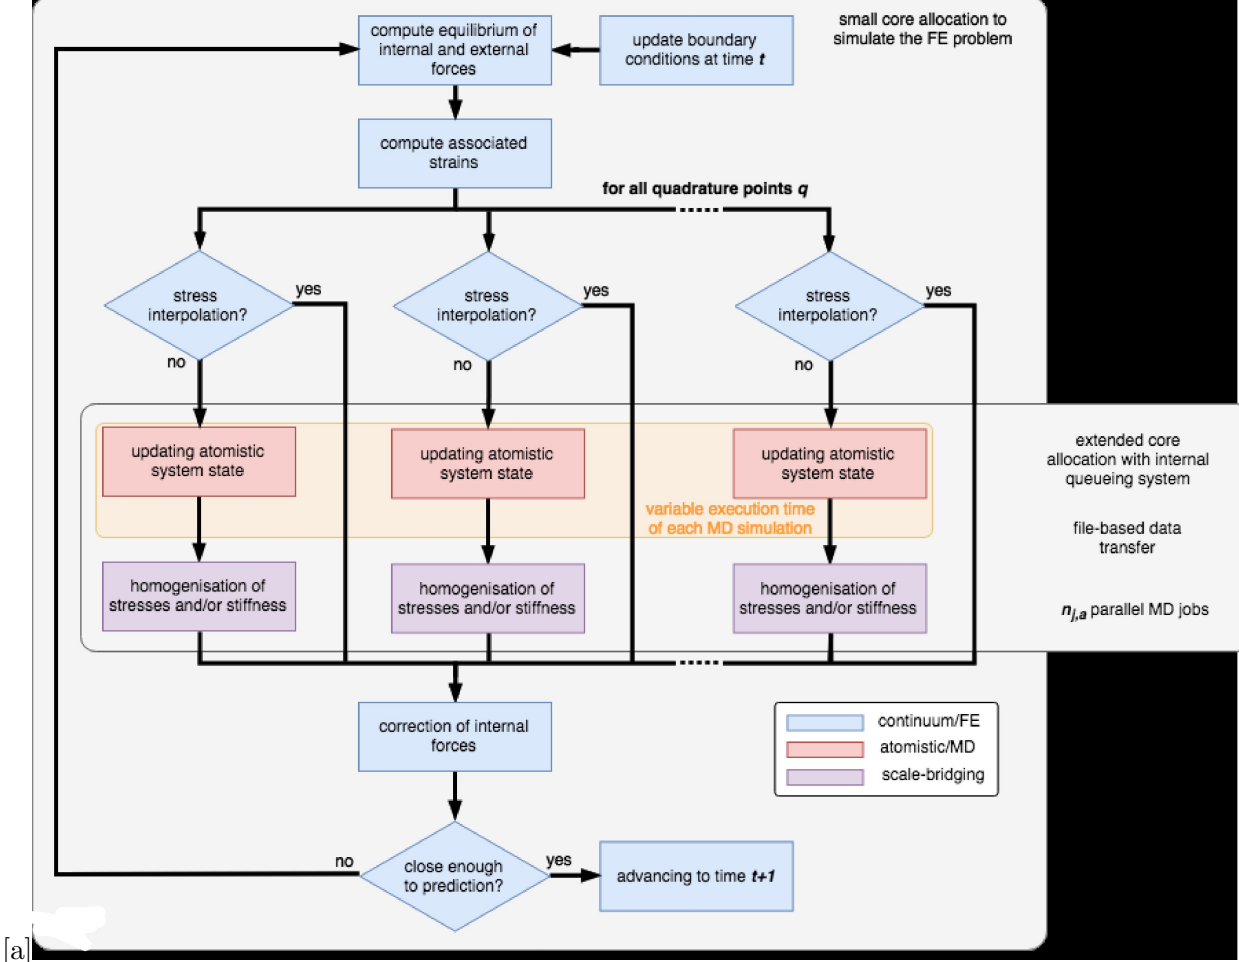 small core allocation to
simulate the FE problem
compute equilibrium of
internal and external
forces
update boundary
conditions at time t
compute associated
strains
for all quadrature points q
stress
interpolation?
yes
no
stress
interpolation?
yes
no
stress
interpolation?
yes
no
updating atomistic
system state
updating atomistic
system state
updating atomistic
system state
variable execution time
of each MD simulation
extended core
allocation with internal
queueing system
file-based data
transfer
n_{j,a} parallel MD jobs
homogenisation of
stresses and/or stiffness
homogenisation of
stresses and/or stiffness
homogenisation of
stresses and/or stiffness
correction of internal
forces
continuum/FE
atomistic/MD
scale-bridging
close enough
to prediction?
no
yes
advancing to time t+1
[a]